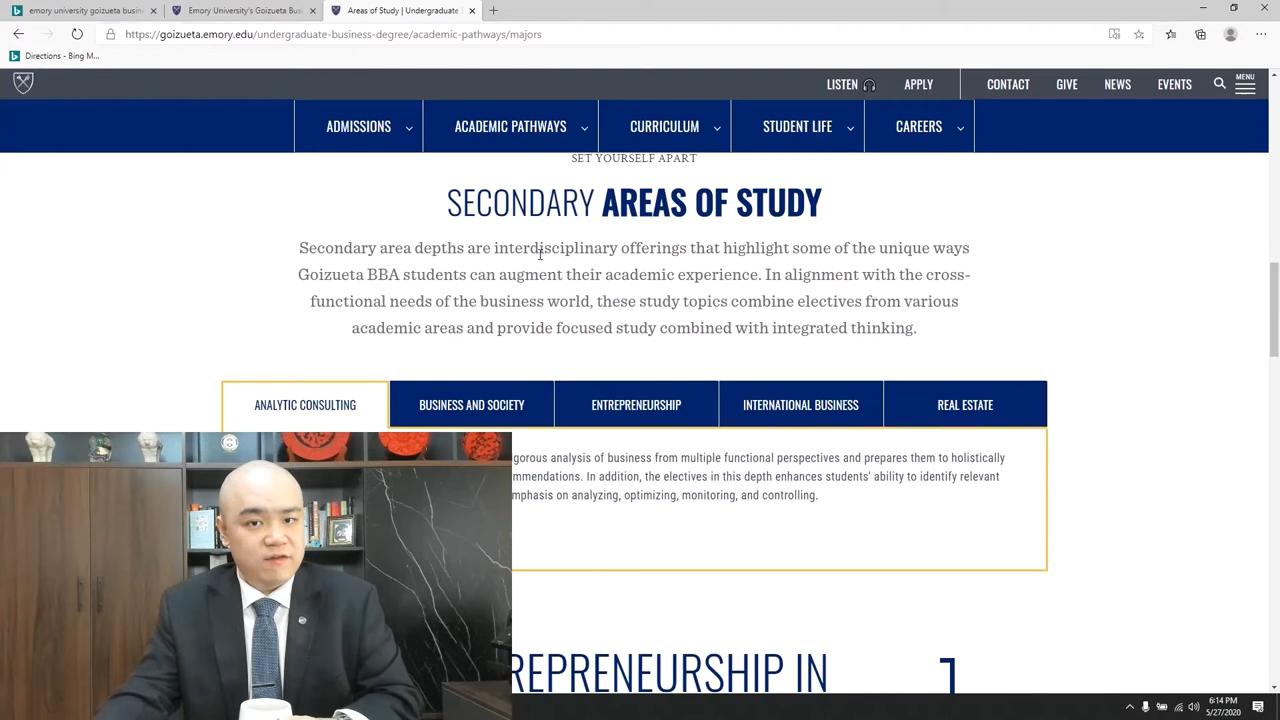 emory university goizueta busin
Emory University's Goizueta Bus
Areas of Study | Undergraduate
https://goizueta.emory.edu/undergraduate-business-degree/academic-pathways/majors
Directions - Bing M...
LISTEN
APPLY
CONTACT
GIVE
NEWS
EVENTS
MENU
ADMISSIONS
ACADEMIC PATHWAYS
CURRICULUM
STUDENT LIFE
CAREERS
SET YOURSELF APART
SECONDARY AREAS OF STUDY
Secondary area depths are interdisciplinary offerings that highlight some of the unique ways
Goizueta BBA students can augment their academic experience. In alignment with the cross-
functional needs of the business world, these study topics combine electives from various
academic areas and provide focused study combined with integrated thinking.
ANALYTIC CONSULTING
BUSINESS AND SOCIETY
ENTREPRENEURSHIP
INTERNATIONAL BUSINESS
REAL ESTATE
gorous analysis of business from multiple functional perspectives and prepares them to holistically
mmendations. In addition, the electives in this depth enhances students' ability to identify relevant
mphasis on analyzing, optimizing, monitoring, and controlling.
REPRENEURSHIP IN
1
6:14 PM
5/27/2020